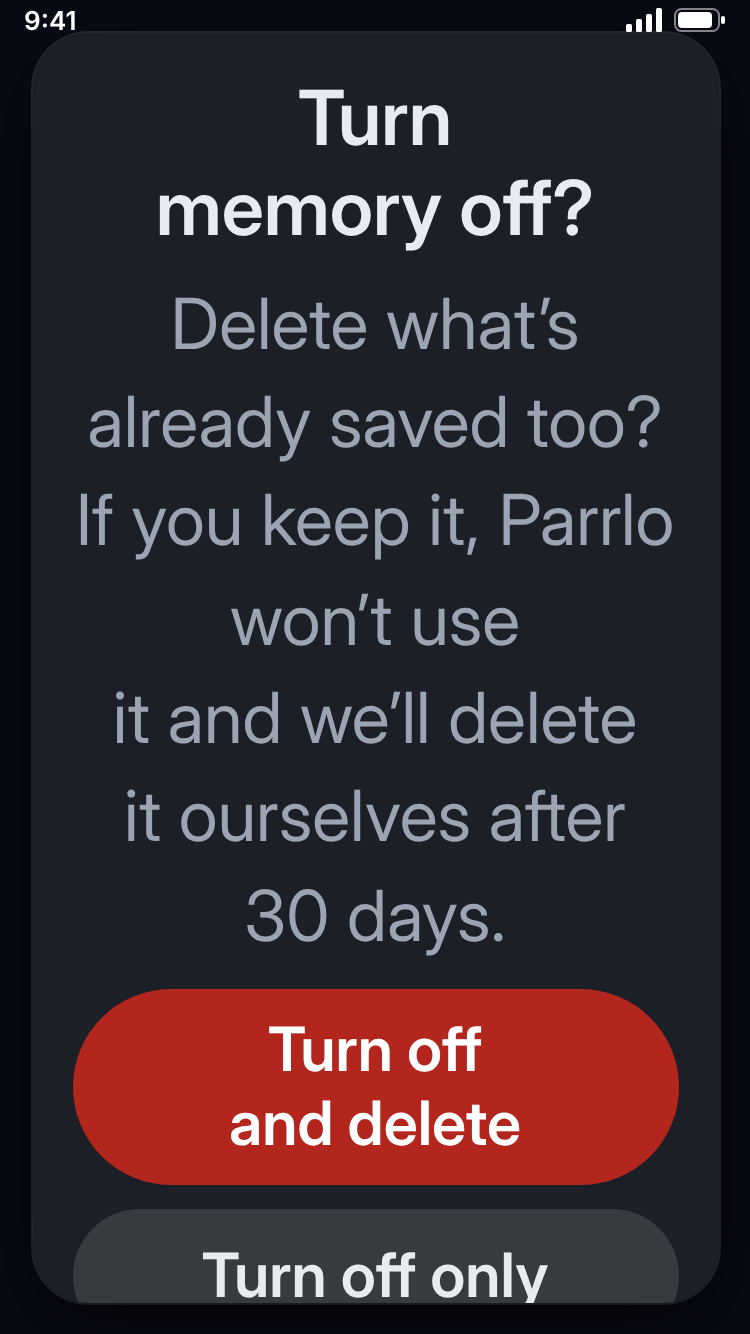 9:41
Turn
memory off?
Delete what’s
already saved too?
If you keep it, Parrlo
won’t use
it and we’ll delete
it ourselves after
30 days.
Turn off
and delete
Turn off only